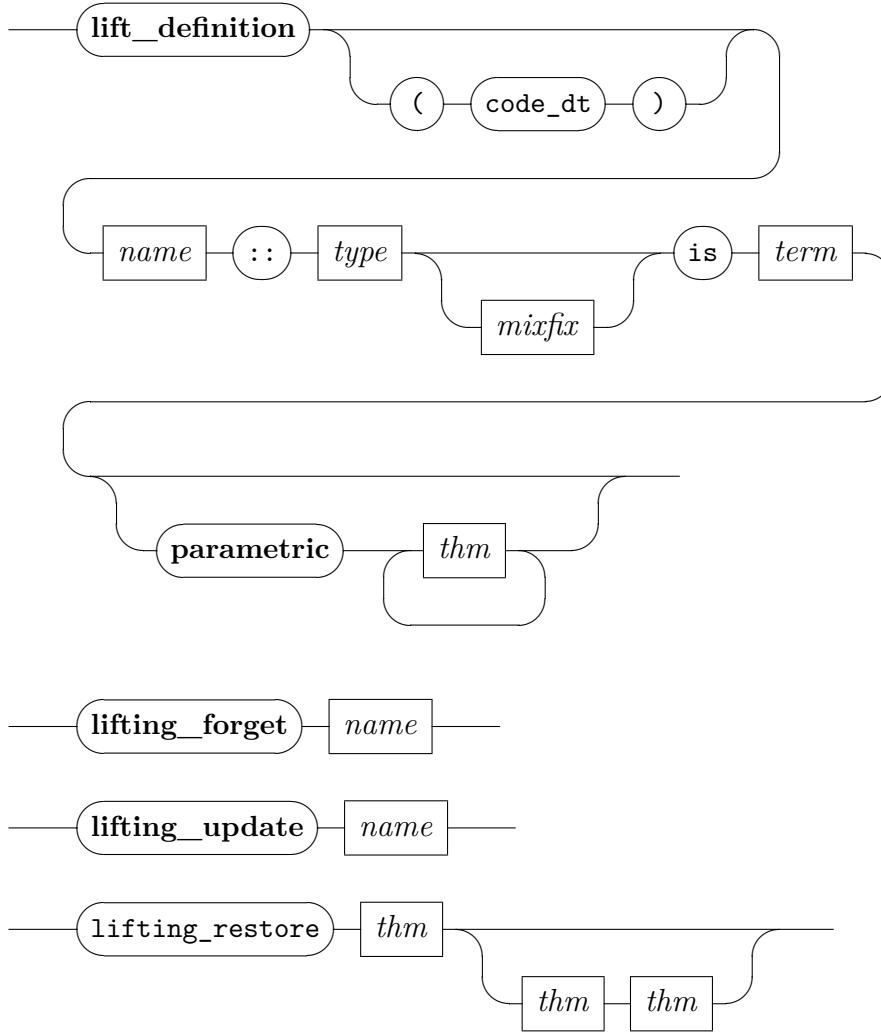 lift_definition
( code_dt )
name :: type is term
mixfix
parametric thm
lifting_forget name
lifting_update name
lifting_restore thm
thm thm